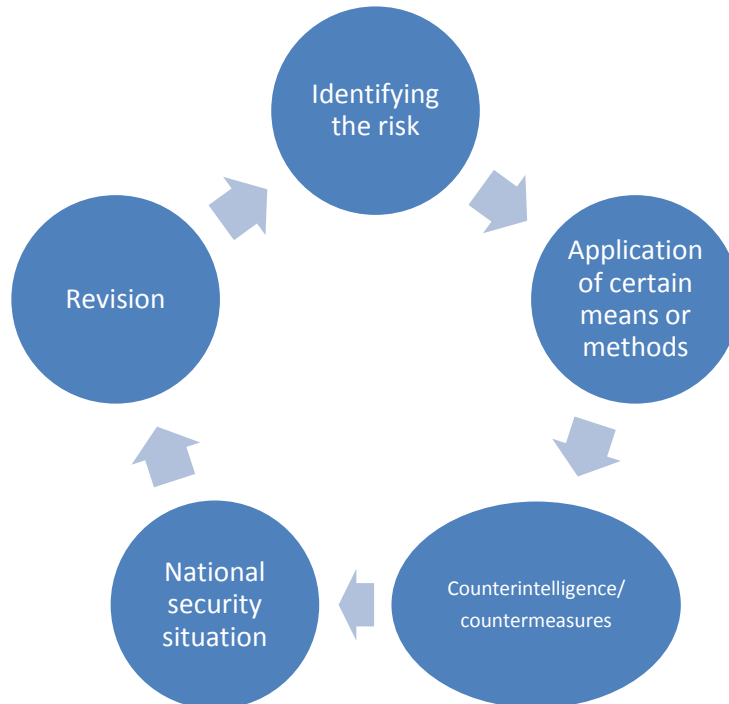 Identifying
the risk
Application
of certain
means or
methods
Counterintelligence/
countermeasures
National
security
situation
Revision